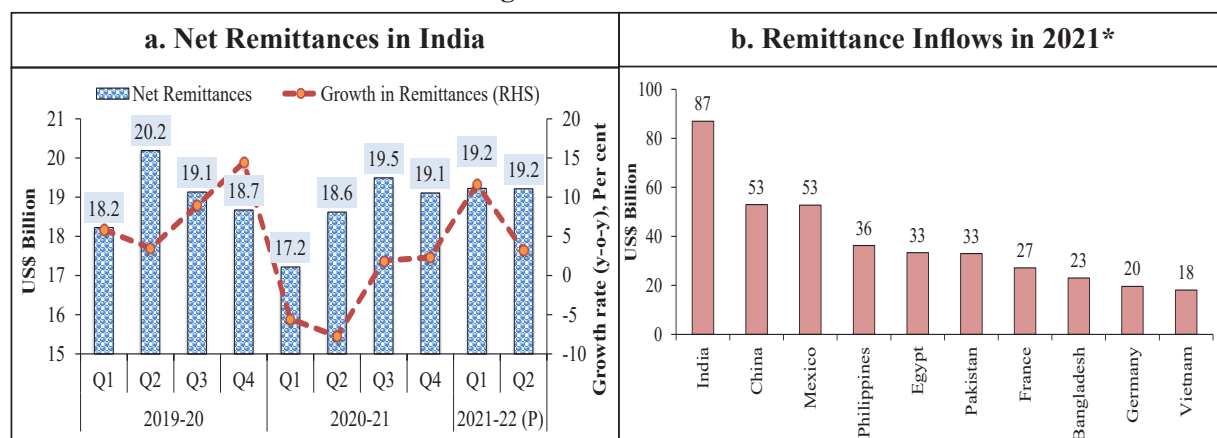 a. Net Remittances in India
Net Remittances
Growth in Remittances (RHS)
US$ Billion
21
20
19
18
17
16
15
18.2
20.2
19.1
18.7
17.2
18.6
19.5
19.1
19.2
19.2
20
15
10
5
0
-5
-10
Growth rate (y-o-y), Per cent
Q1 Q2 Q3 Q4 Q1 Q2 Q3 Q4 Q1 Q2
2019-20 2020-21 2021-22 (P)
b. Remittance Inflows in 2021*
US$ Billion
100
80
60
40
20
0
87
53
53
36
33
33
27
23
20
18
India
China
Mexico
Philippines
Egypt
Pakistan
France
Bangladesh
Germany
Vietnam